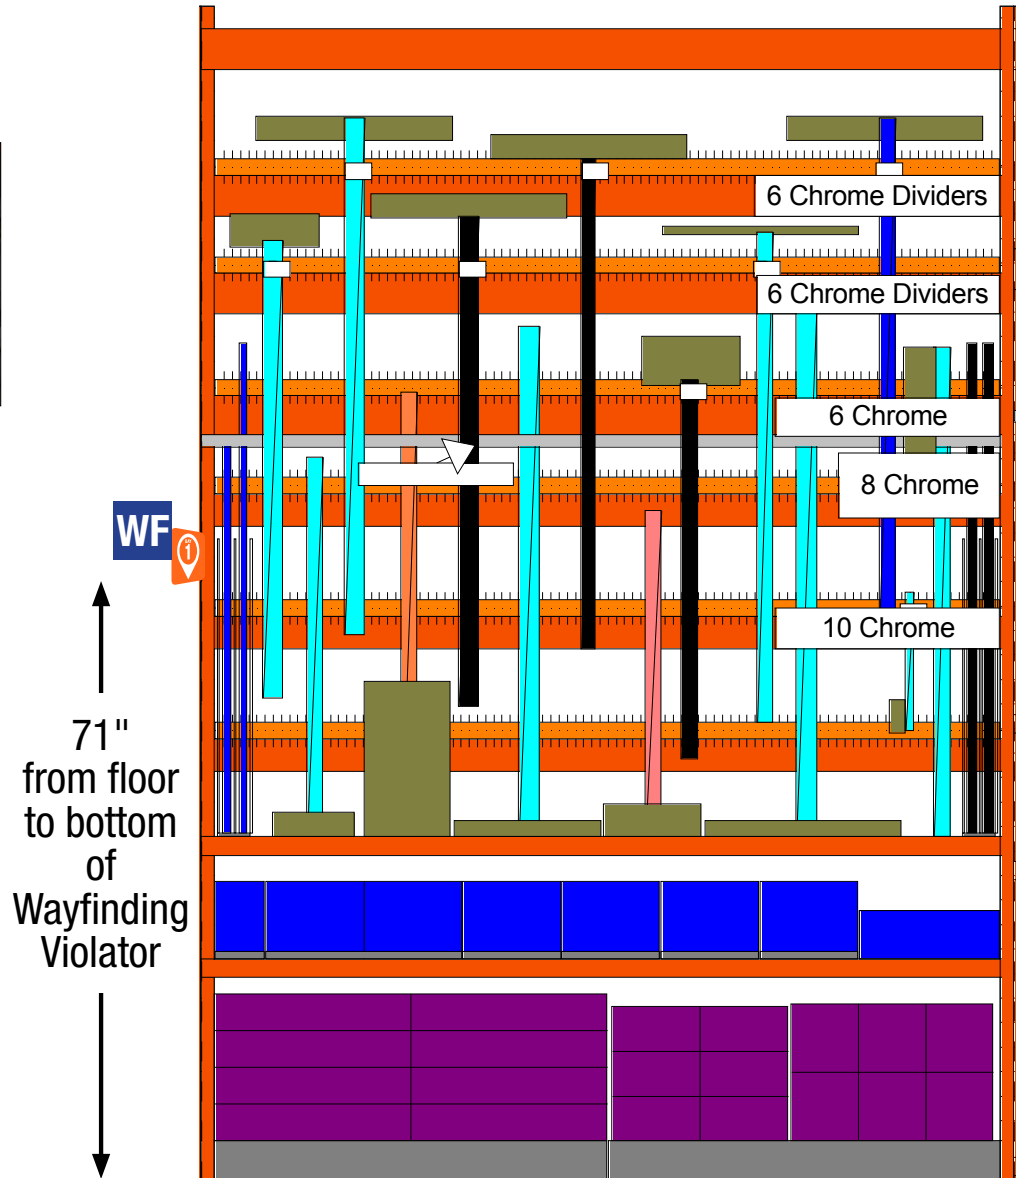 6 Chrome Dividers
6 Chrome Dividers
6 Chrome
8 Chrome
WF
1
10 Chrome
71"
from floor
to bottom
of
Wayfinding
Violator